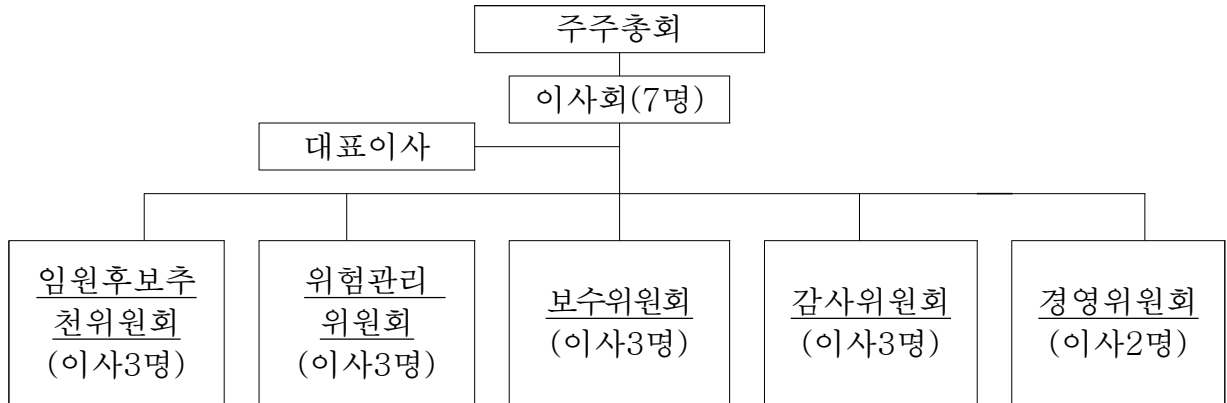 주주총회
이사회(7명)
대표이사
임원후보추
천위원회
(이사3명)
위험관리
위원회
(이사3명)
보수위원회
(이사3명)
감사위원회
(이사3명)
경영위원회
(이사2명)